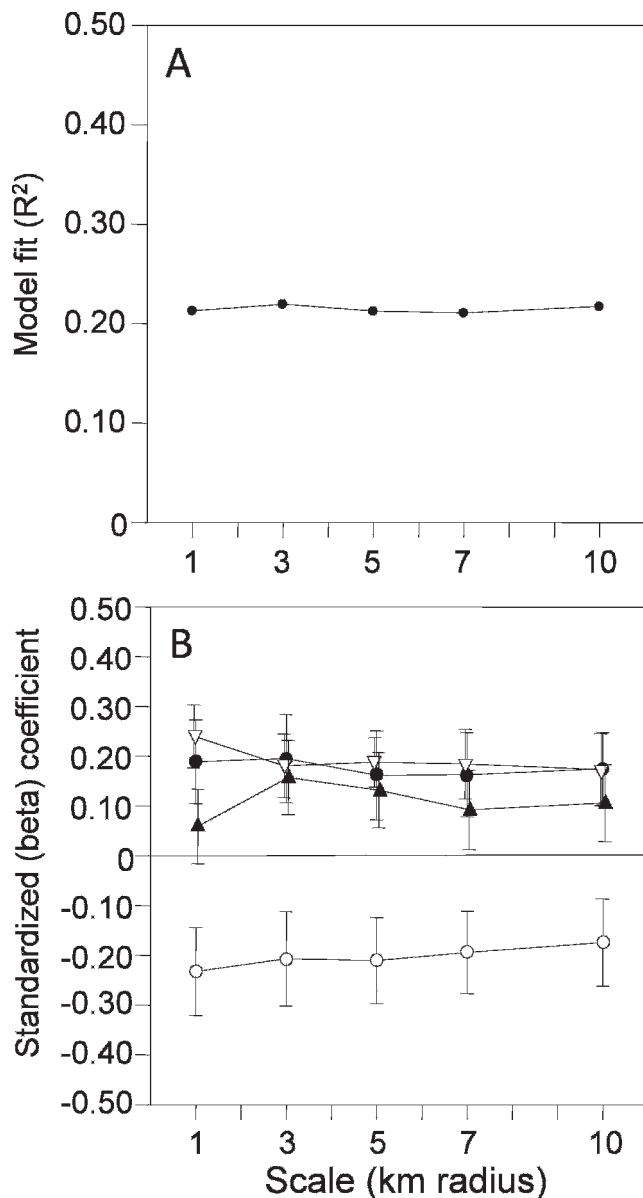 A
Model fit (R²)
0.50
0.40
0.30
0.20
0.10
0
1 3 5 7 10
B
Standardized (beta) coefficient
0.50
0.40
0.30
0.20
0.10
0
-0.10
-0.20
-0.30
-0.40
-0.50
1 3 5 7 10
Scale (km radius)